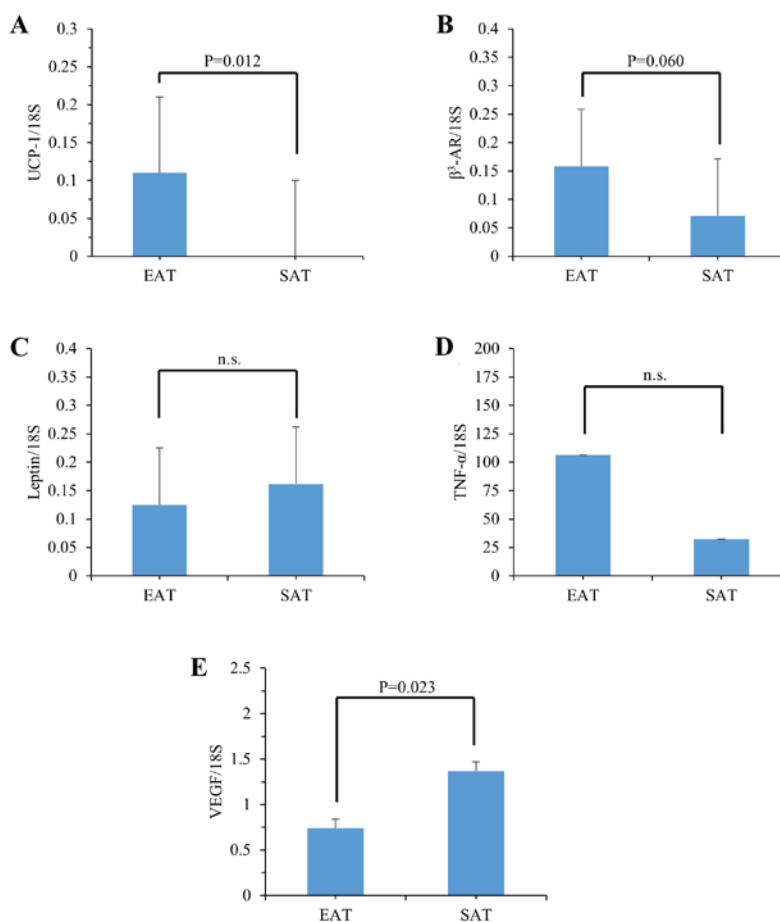 A
B
0.3
0.25
0.2
0.15
0.1
0.05
0
UCP-1/18S
P=0.012
EAT
SAT
0.4
0.35
0.3
0.25
0.2
0.15
0.1
0.05
0
β³-AR/18S
P=0.060
EAT
SAT
C
D
0.4
0.35
0.3
0.25
0.2
0.15
0.1
0.05
0
Leptin/18S
n.s.
EAT
SAT
200
175
150
125
100
75
50
25
0
TNF-α/18S
n.s.
EAT
SAT
E
2.5
2
1.5
1
0.5
0
VEGF/18S
P=0.023
EAT
SAT